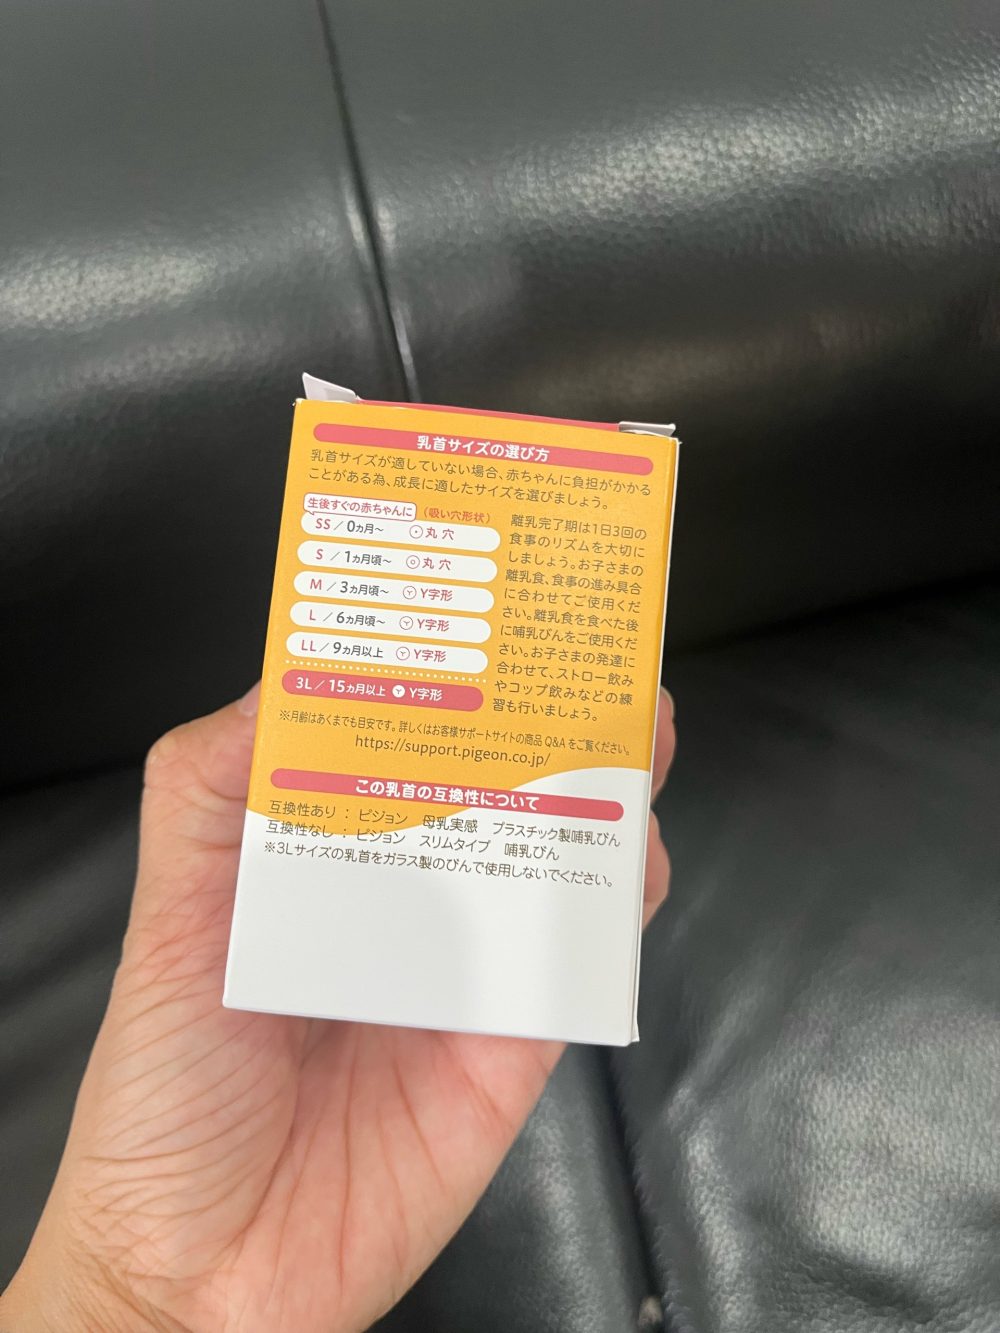 乳首サイズの選び方
乳首サイズが適していない場合、赤ちゃんに負担がかかる
ことがある為、成長に適したサイズを選びましょう。
生後すぐの赤ちゃんに (吸い穴形状)
SS / 0ヵ月〜 丸穴
S / 1ヵ月頃〜 丸穴
M / 3ヵ月頃〜 Y字形
L / 6ヵ月頃〜 Y字形
LL / 9ヵ月以上 Y字形
3L / 15ヵ月以上 Y字形
離乳完了期は1日3回の
食事のリズムを大切に
しましょう。お子さまの
離乳食、食事の進み具合
に合わせてご使用くだ
さい。離乳食を食べた後
に哺乳びんをご使用くだ
さい。お子さまの発達に
合わせて、ストロー飲み
やコップ飲みなどの練
習も行いましょう。
※月齢はあくまでも目安です。詳しくはお客様サポートサイトの商品 Q&A をご覧ください。
https://support.pigeon.co.jp/
この乳首の互換性について
互換性あり : ピジョン 母乳実感 プラスチック製哺乳びん
互換性なし : ピジョン スリムタイプ 哺乳びん
※3Lサイズの乳首をガラス製のびんで使用しないでください。